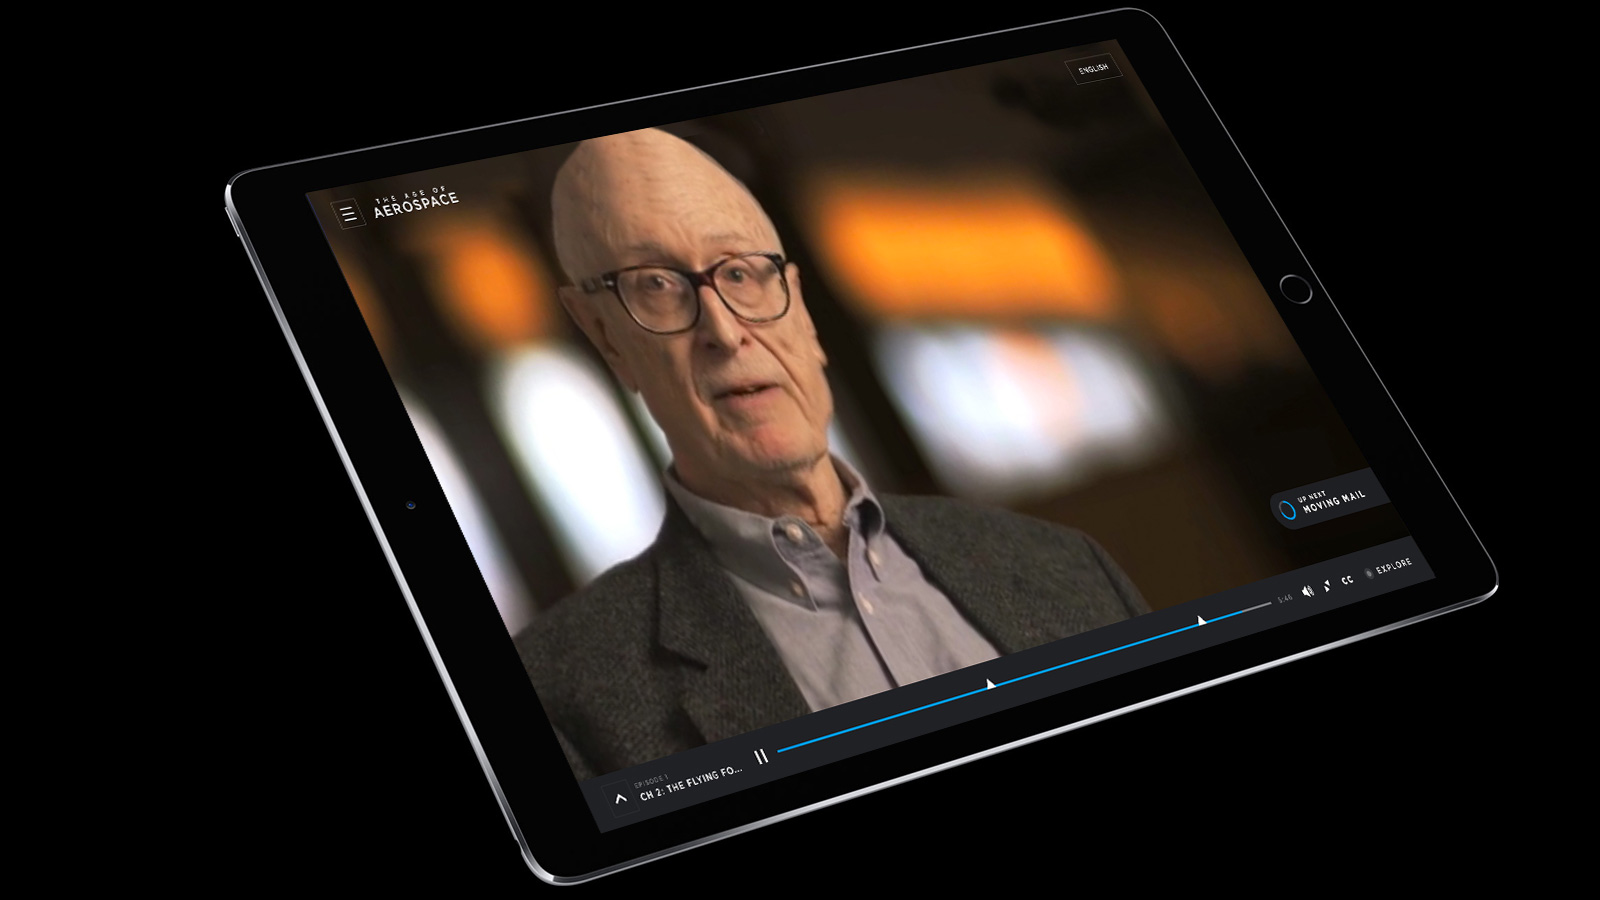 ENGLISH
THE AGE OF
AEROSPACE
UP NEXT
MOVING MAIL
5:46
CC
EXPLORE
EPISODE 1
CH 2: THE FLYING FO...